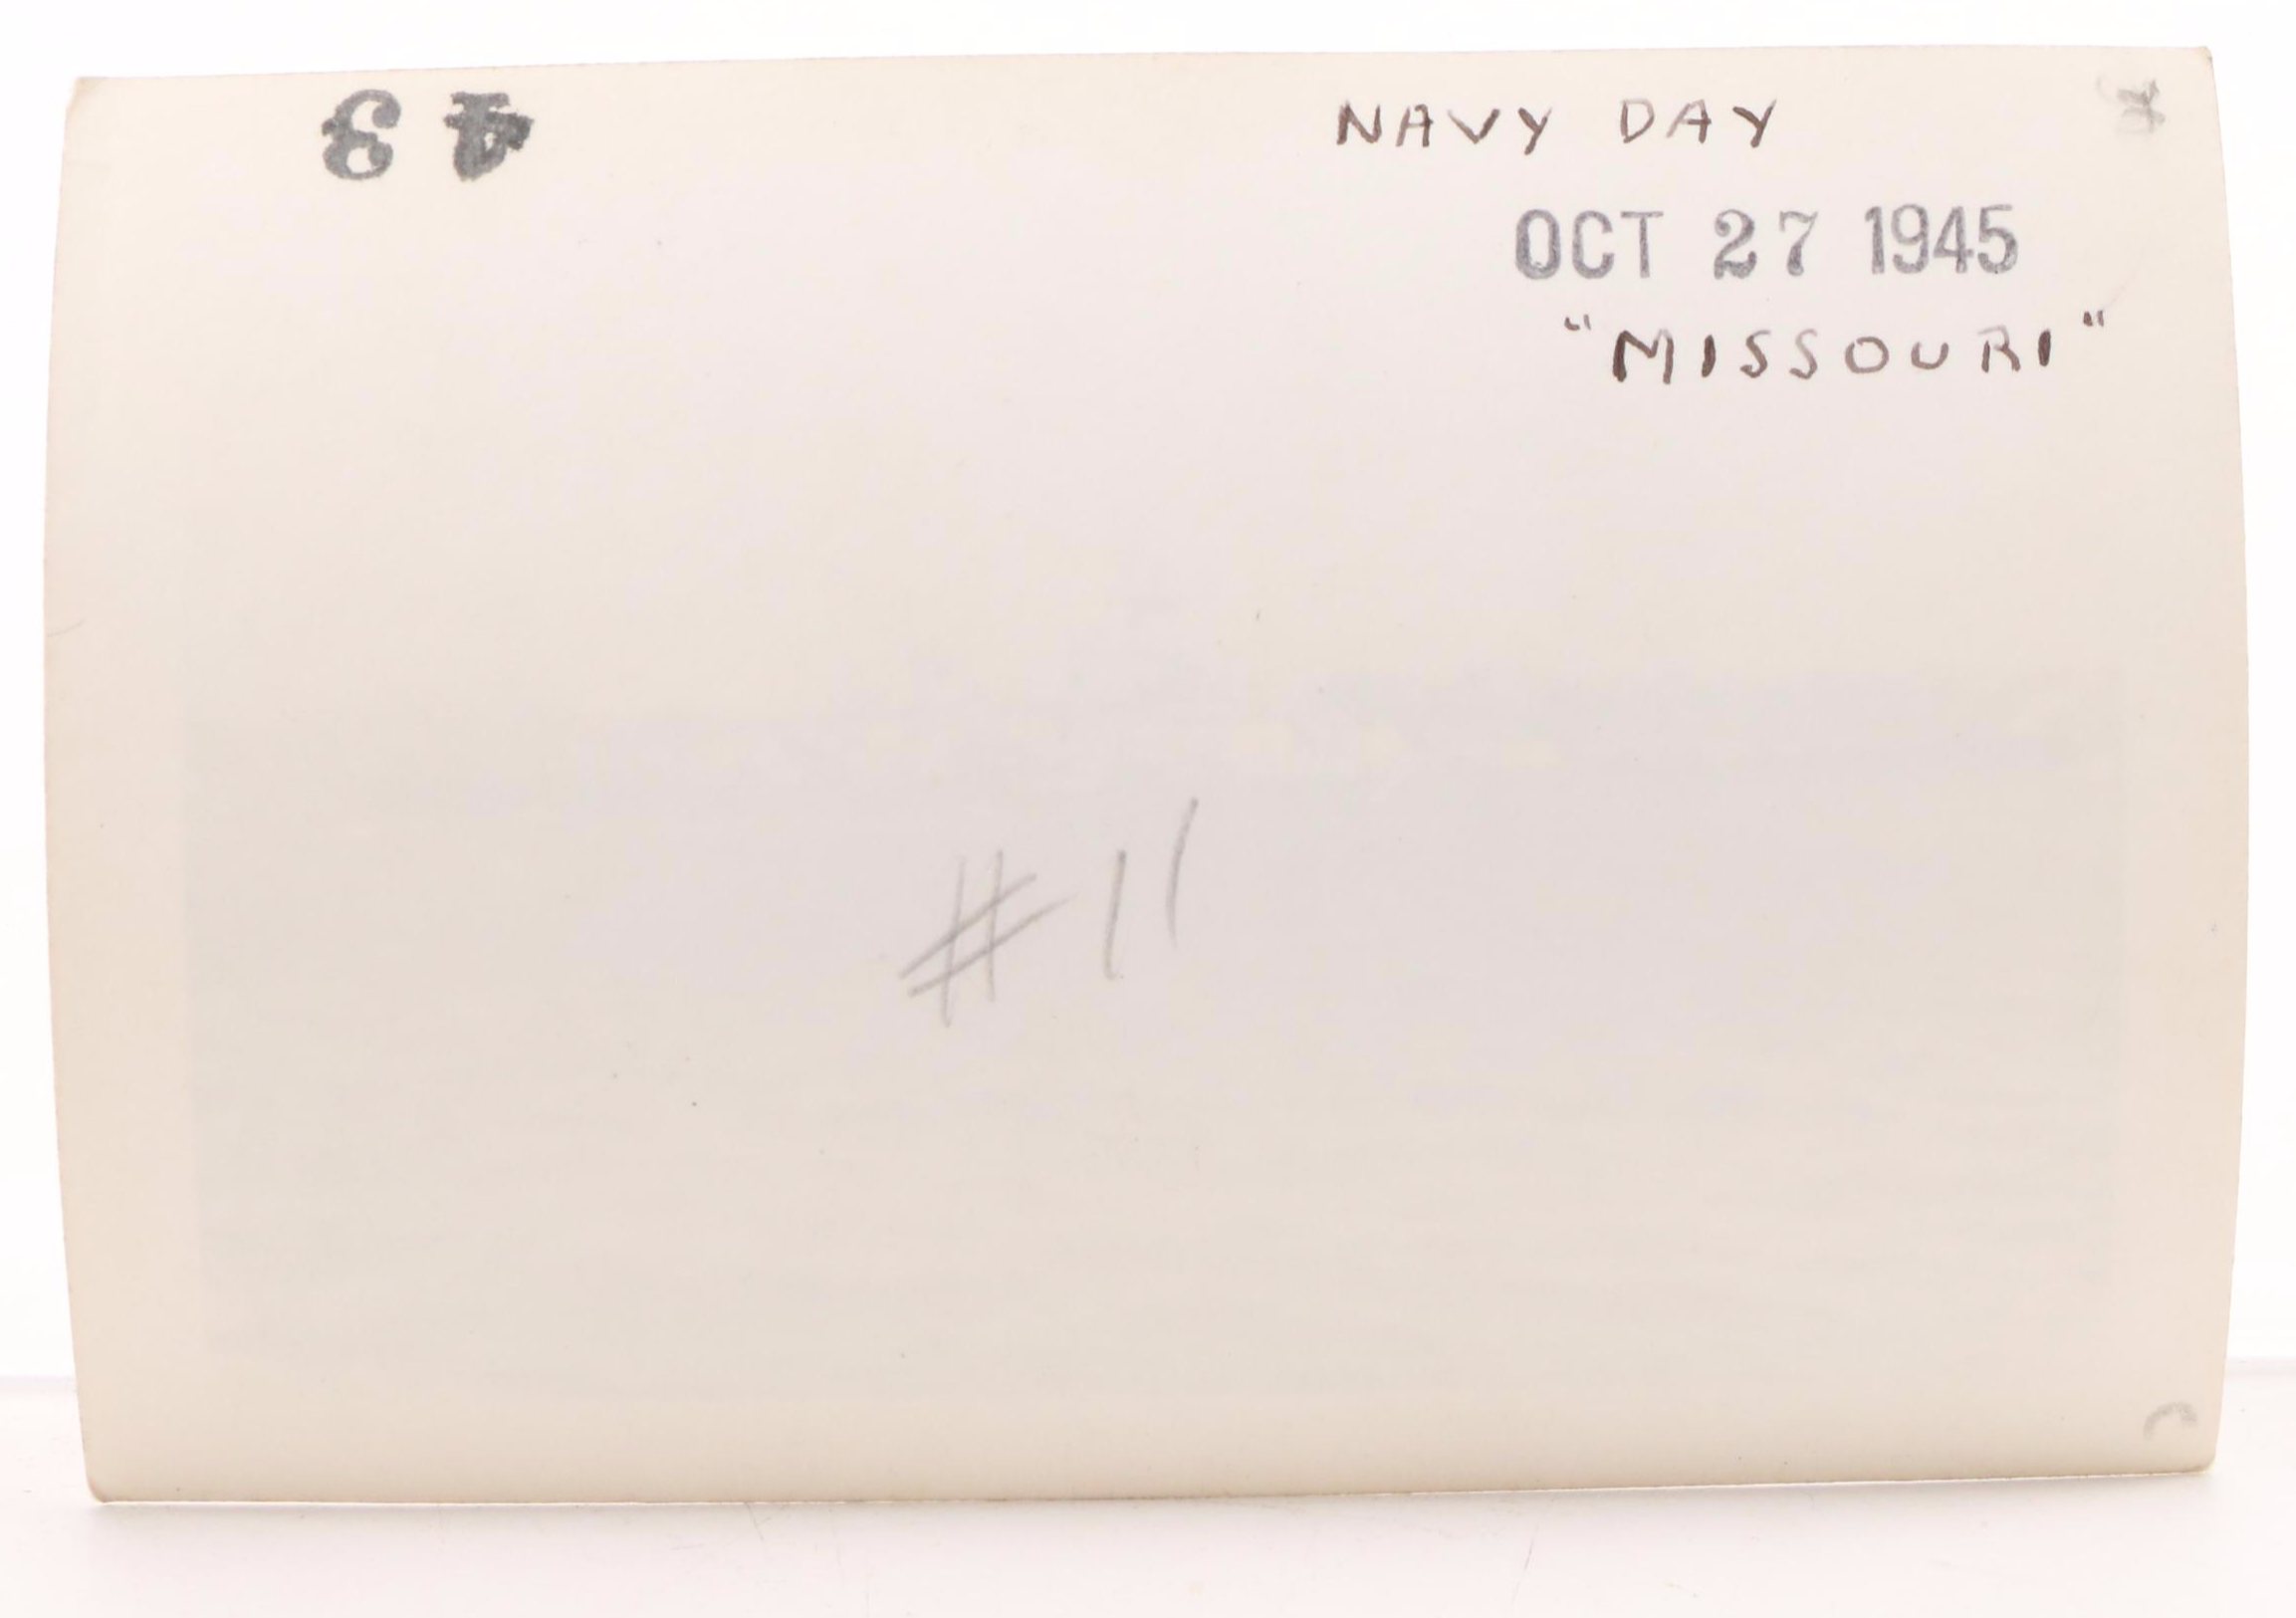 NAVY DAY
OCT 27 1945
"MISSOURI"
#11